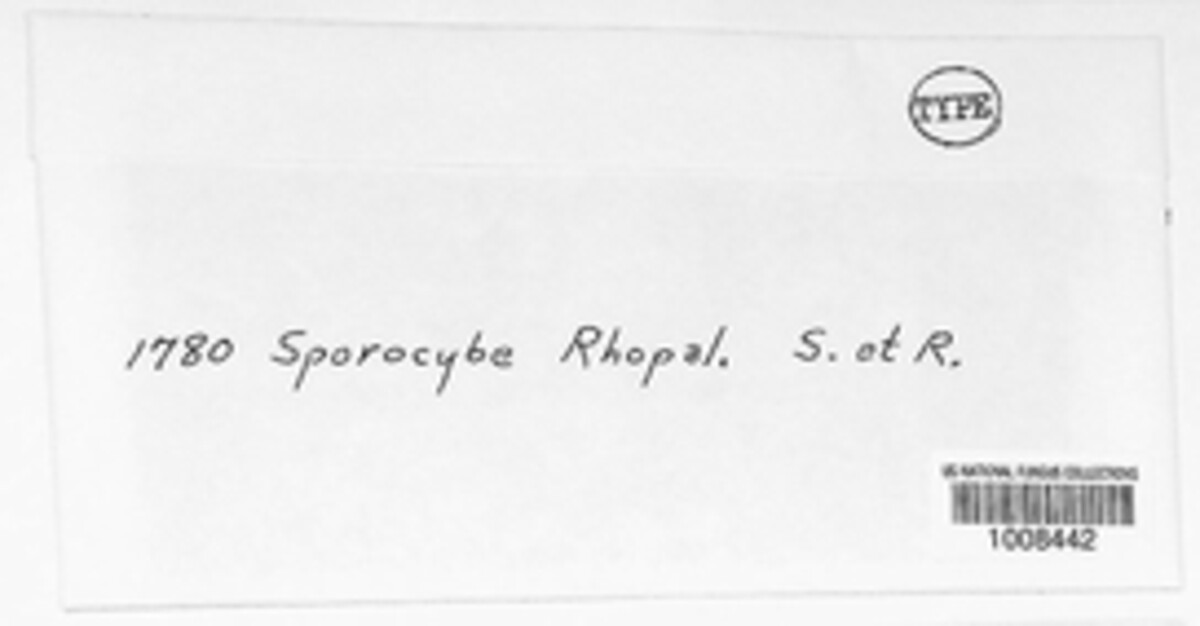 TYPE
1780 Sporocybe Rhopal. S. et R.
US NATIONAL FUNGUS COLLECTIONS
1008442